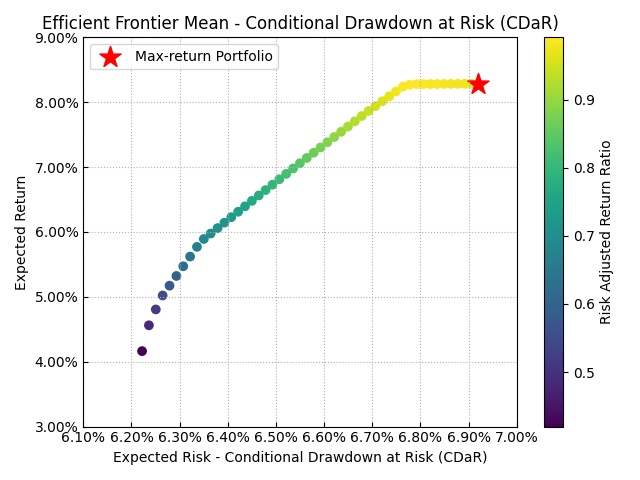 Efficient Frontier Mean - Conditional Drawdown at Risk (CDaR)
Max-return Portfolio
9.00%
8.00%
7.00%
6.00%
5.00%
4.00%
3.00%
Expected Return
6.10% 6.20% 6.30% 6.40% 6.50% 6.60% 6.70% 6.80% 6.90% 7.00%
Expected Risk - Conditional Drawdown at Risk (CDaR)
0.9
0.8
0.7
0.6
0.5
Risk Adjusted Return Ratio